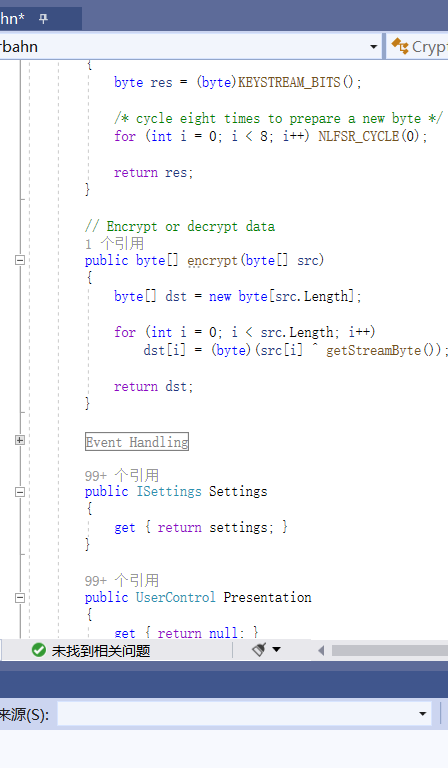 hn*
rbahn
Crypt
{
byte res = (byte)KEYSTREAM_BITS();
/* cycle eight times to prepare a new byte */
for (int i = 0; i < 8; i++) NLFSR_CYCLE(0);
return res;
}
// Encrypt or decrypt data
1 个引用
public byte[] encrypt(byte[] src)
{
byte[] dst = new byte[src.Length];
for (int i = 0; i < src.Length; i++)
dst[i] = (byte)(src[i] ^ getStreamByte());
return dst;
}
Event Handling
99+ 个引用
public ISettings Settings
{
get { return settings; }
}
99+ 个引用
public UserControl Presentation
{
get { return null; }
未找到相关问题
来源(S):